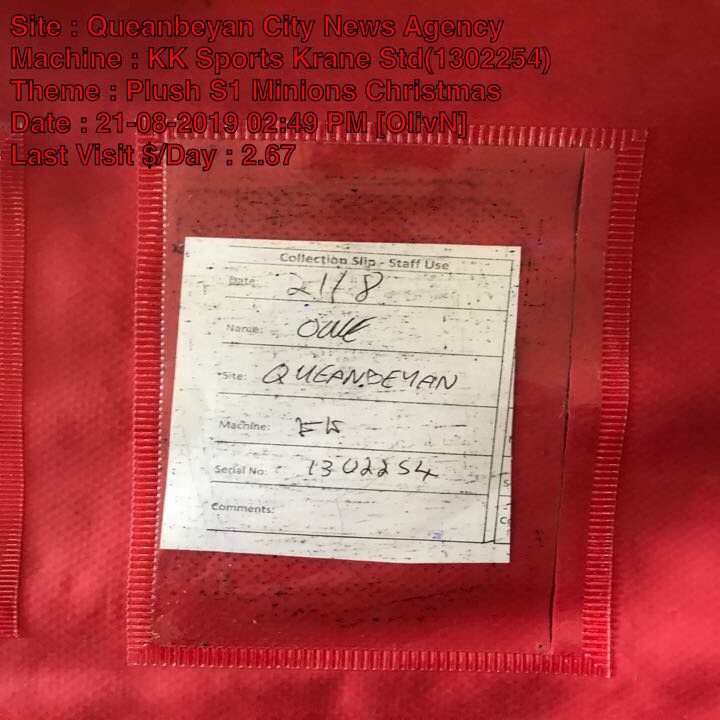 Site : Queanbeyan City News Agency
Machine : KK Sports Krane Std(1302254)
Theme : Plush S1 Minions Christmas
Date : 21-08-2019 02:49 PM [OlivN]
Last Visit $/Day : 2.67
Collection Slip - Staff Use
Date: 21/8
Name:
Site: QUEANBEYAN
Machine:
Serial No: 1302254
Comments: